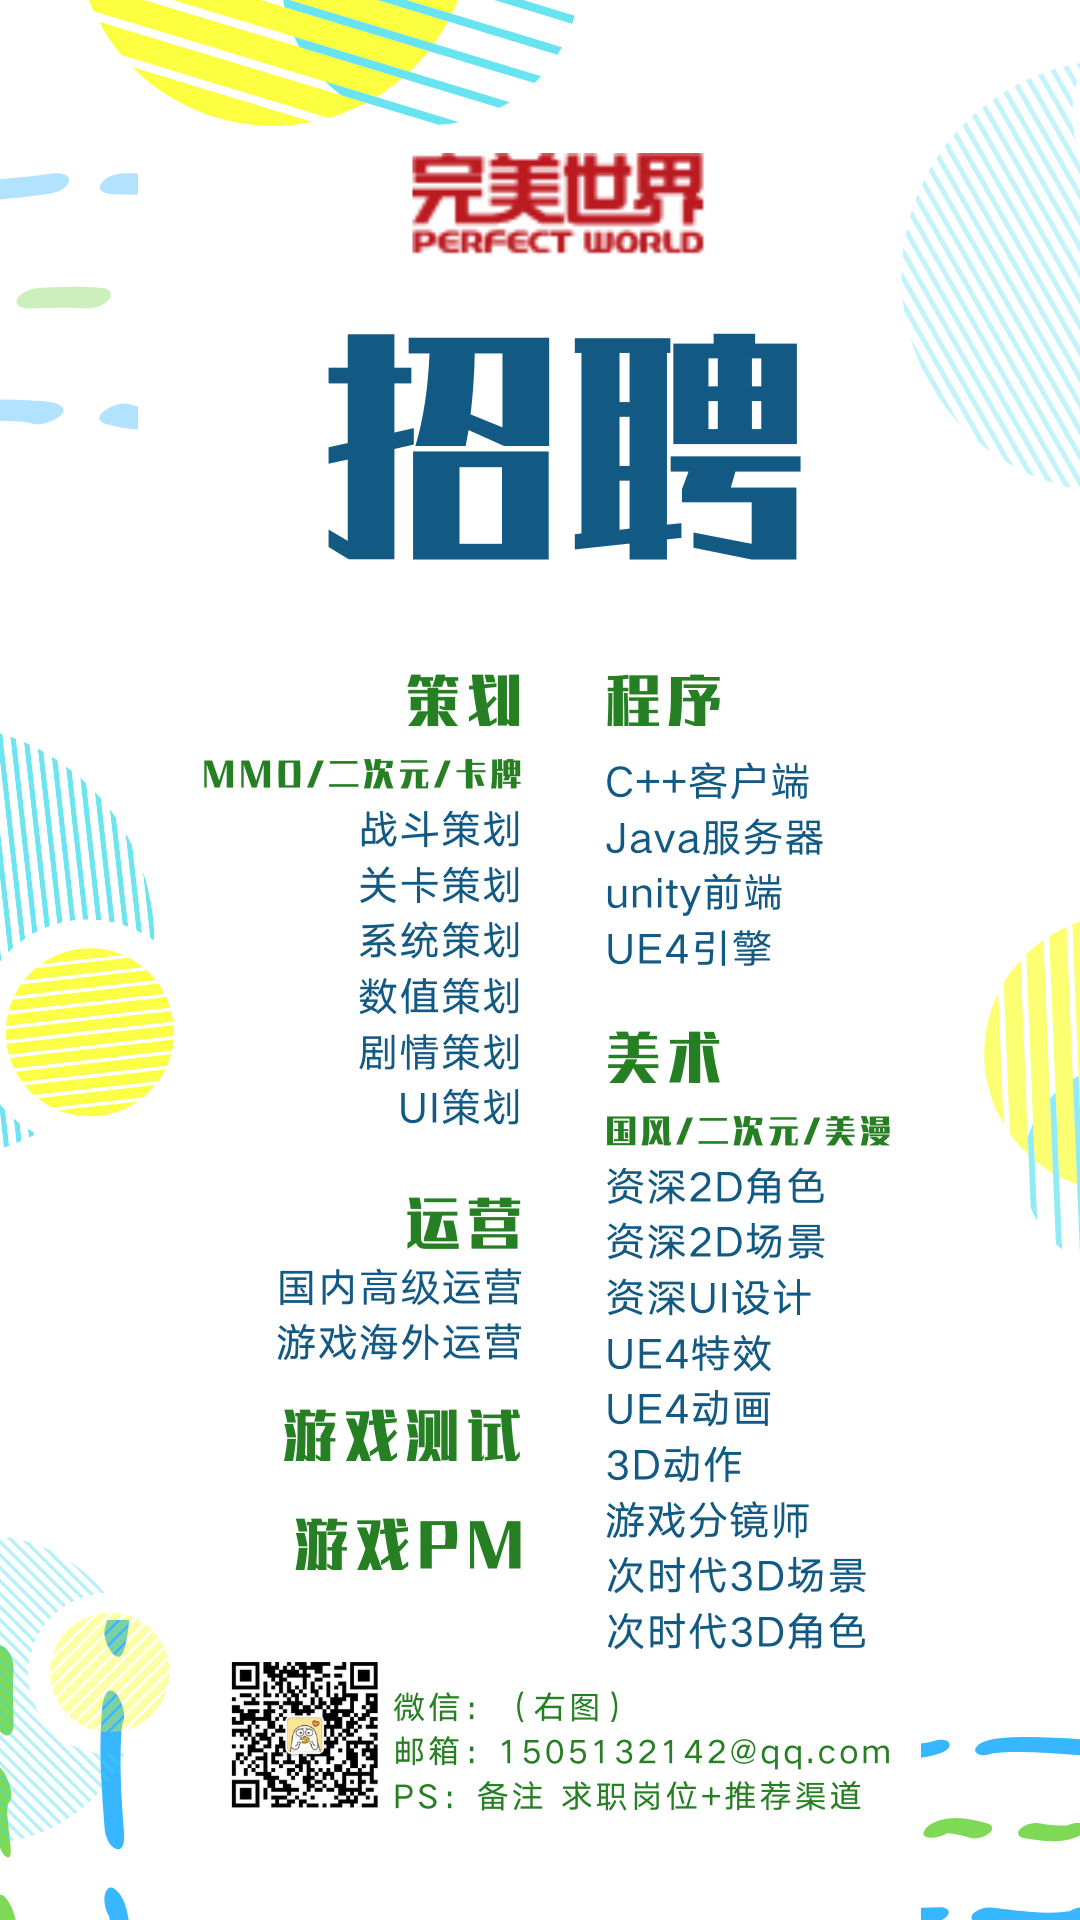 完美世界
PERFECT WORLD
招聘
策划
MMO/二次元/卡牌
战斗策划
关卡策划
系统策划
数值策划
剧情策划
UI策划
运营
国内高级运营
游戏海外运营
游戏测试
游戏PM
程序
C++客户端
Java服务器
unity前端
UE4引擎
美术
国风/二次元/美漫
资深2D角色
资深2D场景
资深UI设计
UE4特效
UE4动画
3D动作
游戏分镜师
次时代3D场景
次时代3D角色
微信：（右图）
邮箱：1505132142@qq.com
PS：备注 求职岗位+推荐渠道